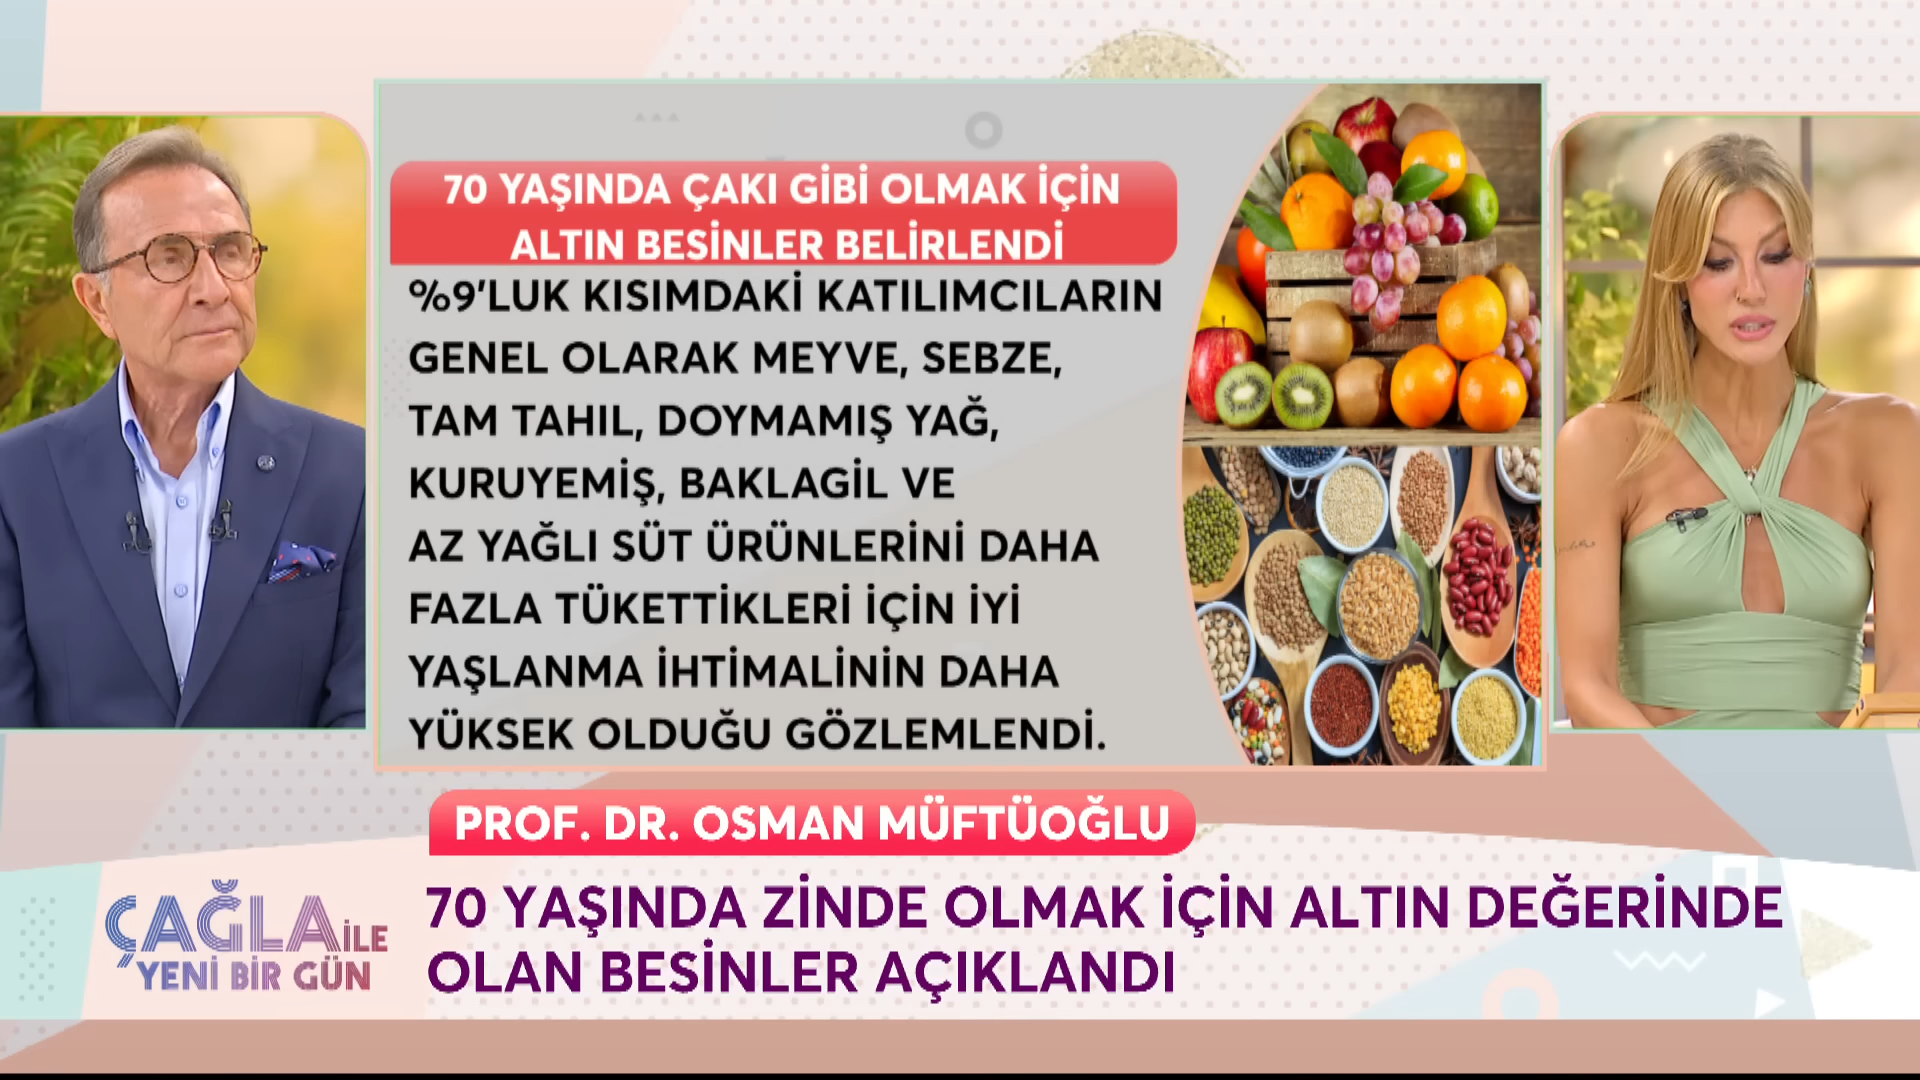 70 YAŞINDA ÇAKI GİBİ OLMAK İÇİN
ALTIN BESİNLER BELİRLENDİ
%9'LUK KISIMDAKİ KATILIMCILARIN
GENEL OLARAK MEYVE, SEBZE,
TAM TAHIL, DOYMAMIŞ YAĞ,
KURUYEMİŞ, BAKLAGİL VE
AZ YAĞLI SÜT ÜRÜNLERİNİ DAHA
FAZLA TÜKETTİKLERİ İÇİN İYİ
YAŞLANMA İHTİMALİNİN DAHA
YÜKSEK OLDUĞU GÖZLEMLENDİ.
PROF. DR. OSMAN MÜFTÜOĞLU
ÇAĞLA İLE
YENİ BİR GÜN
70 YAŞINDA ZİNDE OLMAK İÇİN ALTIN DEĞERİNDE
OLAN BESİNLER AÇIKLANDI